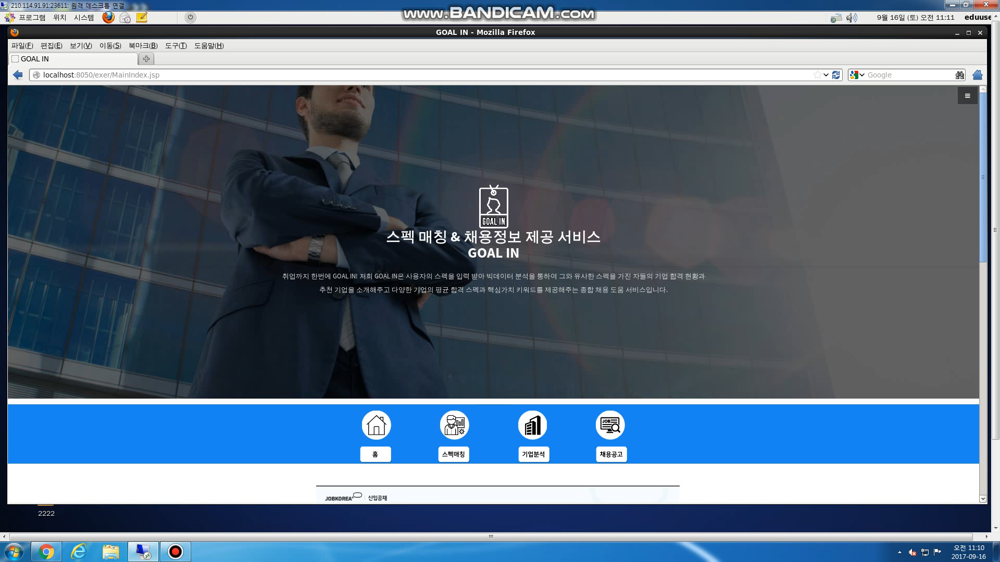 210.114.91.91:23611: 원격 데스크톱 연결
www.BANDICAM.com
프로그램 위치 시스템
9월 16일 (토) 오전 11:11 eduuse
GOAL IN - Mozilla Firefox
파일(F) 편집(E) 보기(V) 이동(S) 북마크(B) 도구(T) 도움말(H)
GOAL IN
localhost:8050/exer/MainIndex.jsp
Google
GOAL IN
스펙 매칭 & 채용정보 제공 서비스
GOAL IN
취업까지 한번에 GOAL IN! 저희 GOAL IN은 사용자의 스펙을 입력 받아 빅데이터 분석을 통하여 그와 유사한 스펙을 가진 자들의 기업 합격 현황과
추천 기업을 소개해주고 다양한 기업의 평균 합격 스펙과 핵심가치 키워드를 제공해주는 종합 채용 도움 서비스입니다.
JOB
홈 스펙매칭 기업분석 채용공고
JOBKOREA 신입공채
2222
오전 11:10
2017-09-16